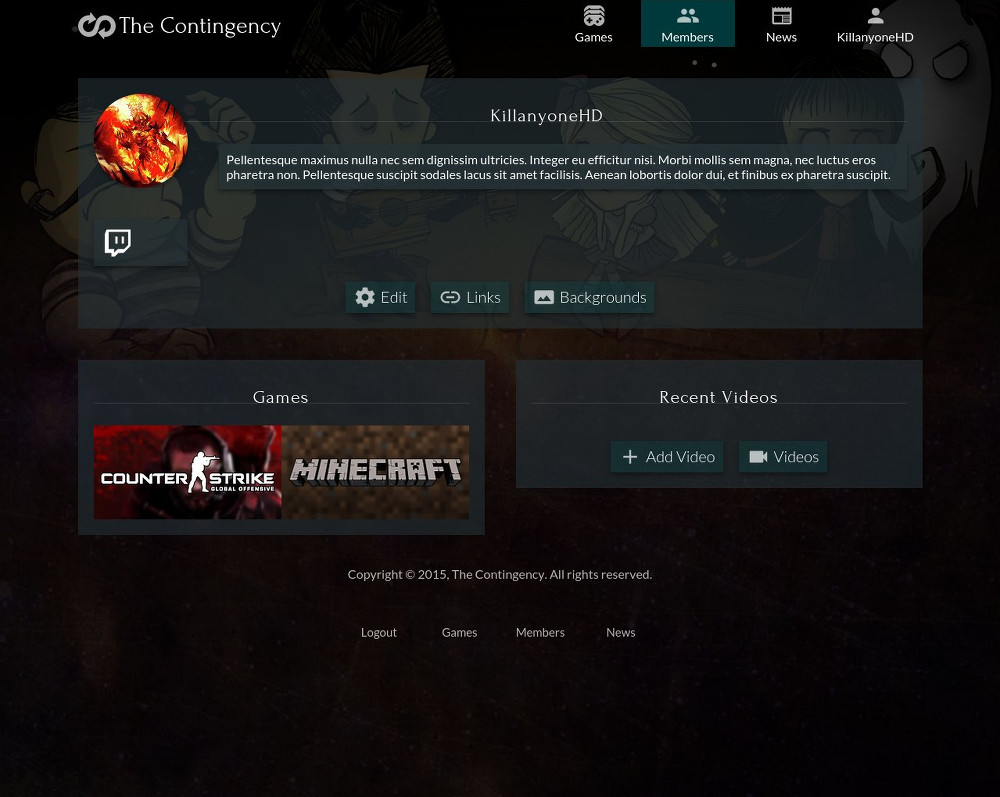 The Contingency
Games
Members
News
KillanyoneHD
KillanyoneHD
Pellentesque maximus nulla nec sem dignissim ultricies. Integer eu efficitur nisi. Morbi mollis sem magna, nec luctus eros
pharetra non. Pellentesque suscipit sodales lacus sit amet facilisis. Aenean lobortis dolor dui, et finibus ex pharetra suscipit.
Edit
Links
Backgrounds
Games
COUNTER STRIKE
GLOBAL OFFENSIVE
MINECRAFT
Recent Videos
Add Video
Videos
Copyright © 2015, The Contingency. All rights reserved.
Logout
Games
Members
News